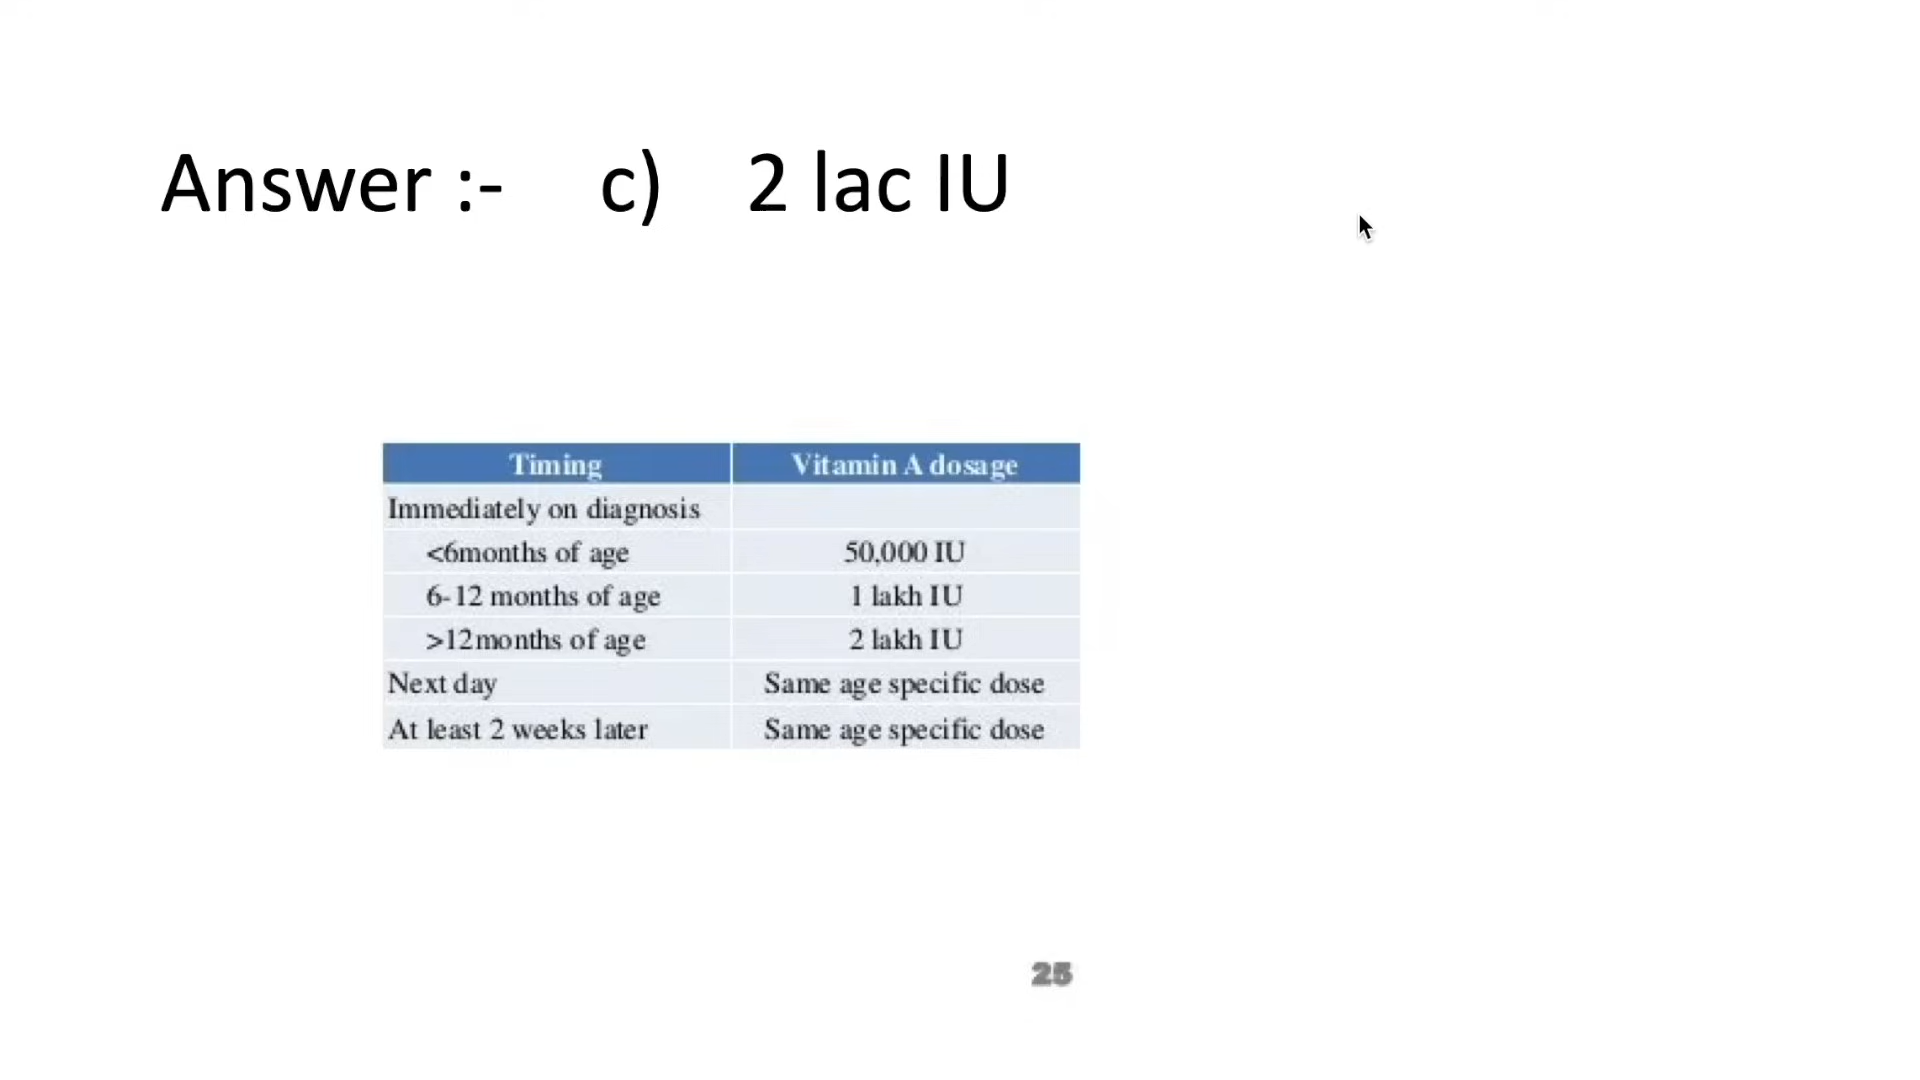 Answer :- c) 2 lac IU
Timing Vitamin A dosage
Immediately on diagnosis
<6months of age 50,000 IU
6-12 months of age 1 lakh IU
>12months of age 2 lakh IU
Next day Same age specific dose
At least 2 weeks later Same age specific dose
25